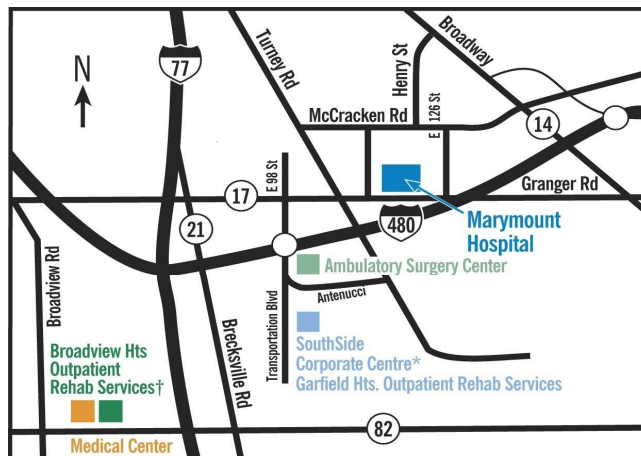 N
77
Turney Rd
Henry St
Broadway
McCracken Rd
E 126 St
14
E 98 St
17
Granger Rd
21
480
Marymount
Hospital
Ambulatory Surgery Center
Antenucci
Broadview Rd
Brecksville Rd
Transportation Blvd
SouthSide
Corporate Centre*
Garfield Hts. Outpatient Rehab Services
Broadview Hts
Outpatient
Rehab Services†
Medical Center
82